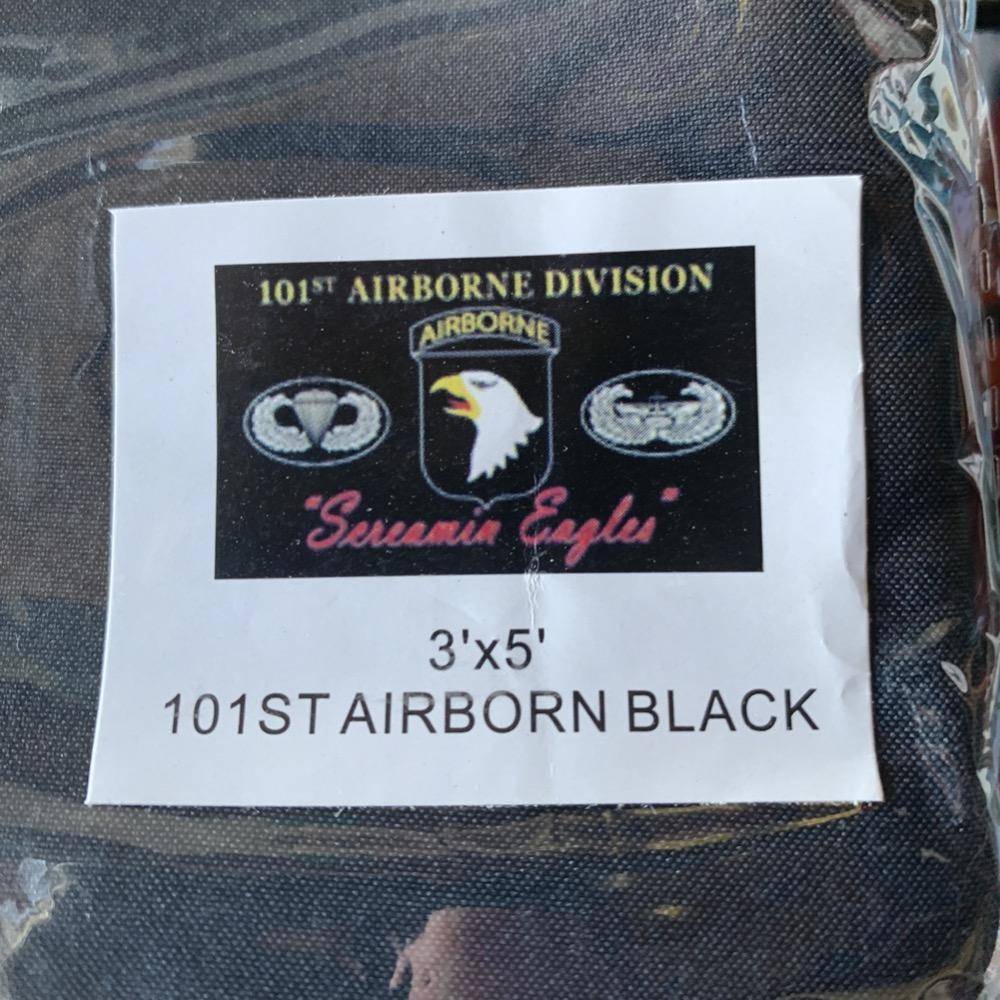 101ST AIRBORNE DIVISION
AIRBORNE
"Screamin Eagles"
3'x5'
101ST AIRBORN BLACK